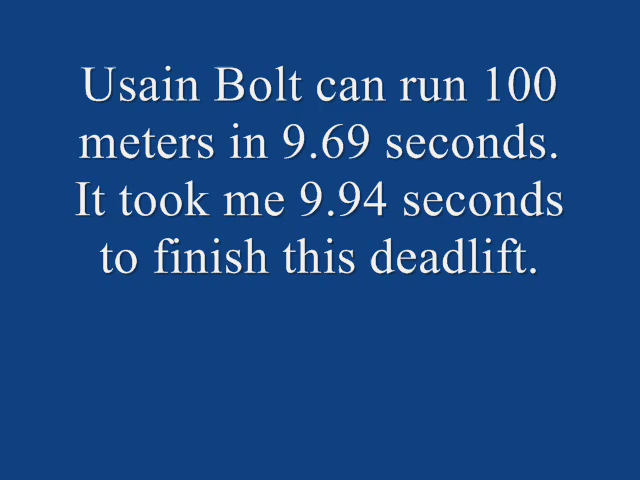 Usain Bolt can run 100
meters in 9.69 seconds.
It took me 9.94 seconds
to finish this deadlift.